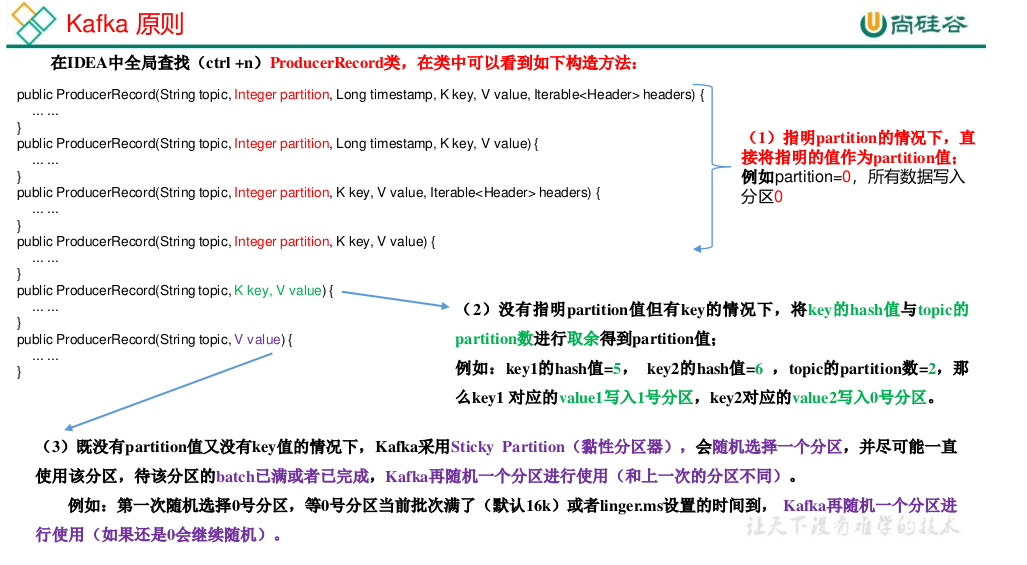 Kafka 原则
尚硅谷
在IDEA中全局查找（ctrl +n）ProducerRecord类，在类中可以看到如下构造方法：
public ProducerRecord(String topic, Integer partition, Long timestamp, K key, V value, Iterable<Header> headers) {
... ...
}
public ProducerRecord(String topic, Integer partition, Long timestamp, K key, V value) {
... ...
}
public ProducerRecord(String topic, Integer partition, K key, V value, Iterable<Header> headers) {
... ...
}
public ProducerRecord(String topic, Integer partition, K key, V value) {
... ...
}
public ProducerRecord(String topic, K key, V value) {
... ...
}
public ProducerRecord(String topic, V value) {
... ...
}
（1）指明partition的情况下，直
接将指明的值作为partition值；
例如partition=0，所有数据写入
分区0
（2）没有指明partition值但有key的情况下，将key的hash值与topic的
partition数进行取余得到partition值；
例如：key1的hash值=5， key2的hash值=6 ，topic的partition数=2，那
么key1 对应的value1写入1号分区，key2对应的value2写入0号分区。
（3）既没有partition值又没有key值的情况下，Kafka采用Sticky Partition（黏性分区器），会随机选择一个分区，并尽可能一直
使用该分区，待该分区的batch已满或者已完成，Kafka再随机一个分区进行使用（和上一次的分区不同）。
例如：第一次随机选择0号分区，等0号分区当前批次满了（默认16k）或者linger.ms设置的时间到， Kafka再随机一个分区进
行使用（如果还是0会继续随机）。
让天下没有难学的技术